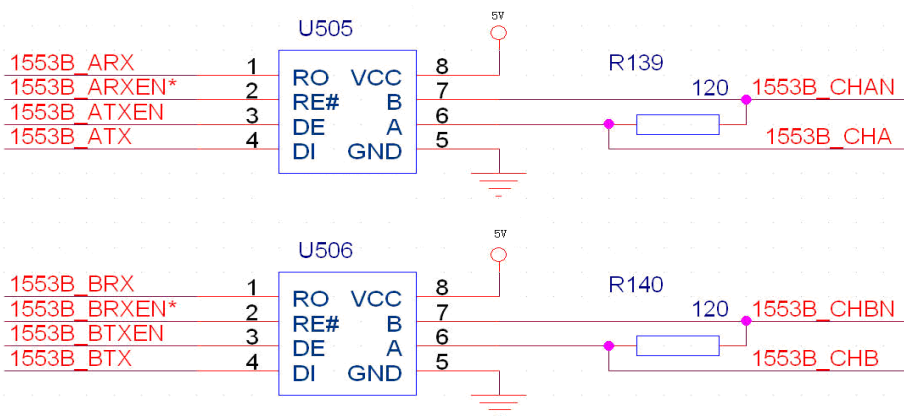 U505
5V
1553B_ARX 1 RO VCC 8 R139
1553B_ARXEN* 2 RE# B 7 120 1553B_CHAN
1553B_ATXEN 3 DE A 6
1553B_ATX 4 DI GND 5 1553B_CHA
U506
5V
1553B_BRX 1 RO VCC 8 R140
1553B_BRXEN* 2 RE# B 7 120 1553B_CHBN
1553B_BTXEN 3 DE A 6
1553B_BTX 4 DI GND 5 1553B_CHB